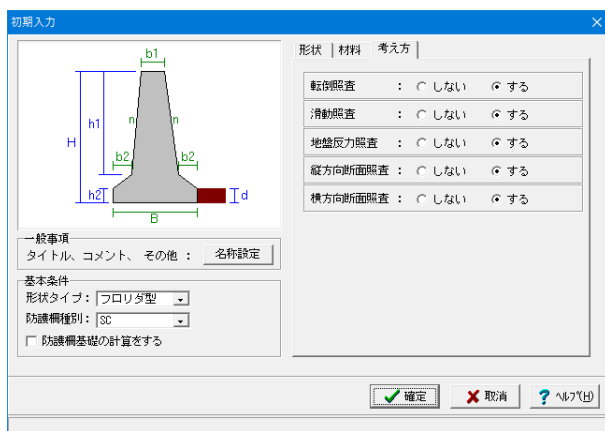 初期入力
b1
h1
H
n
n
b2
b2
h2
d
B
一般事項
タイトル、コメント、 その他 : 名称設定
基本条件
形状タイプ : フロリダ型
防護柵種別 : SC
防護柵基礎の計算をする
形状 材料 考え方
転倒照査 : しない する
滑動照査 : しない する
地盤反力照査 : しない する
縦方向断面照査 : しない する
横方向断面照査 : しない する
確定 取消 ? ヘルプ(H)